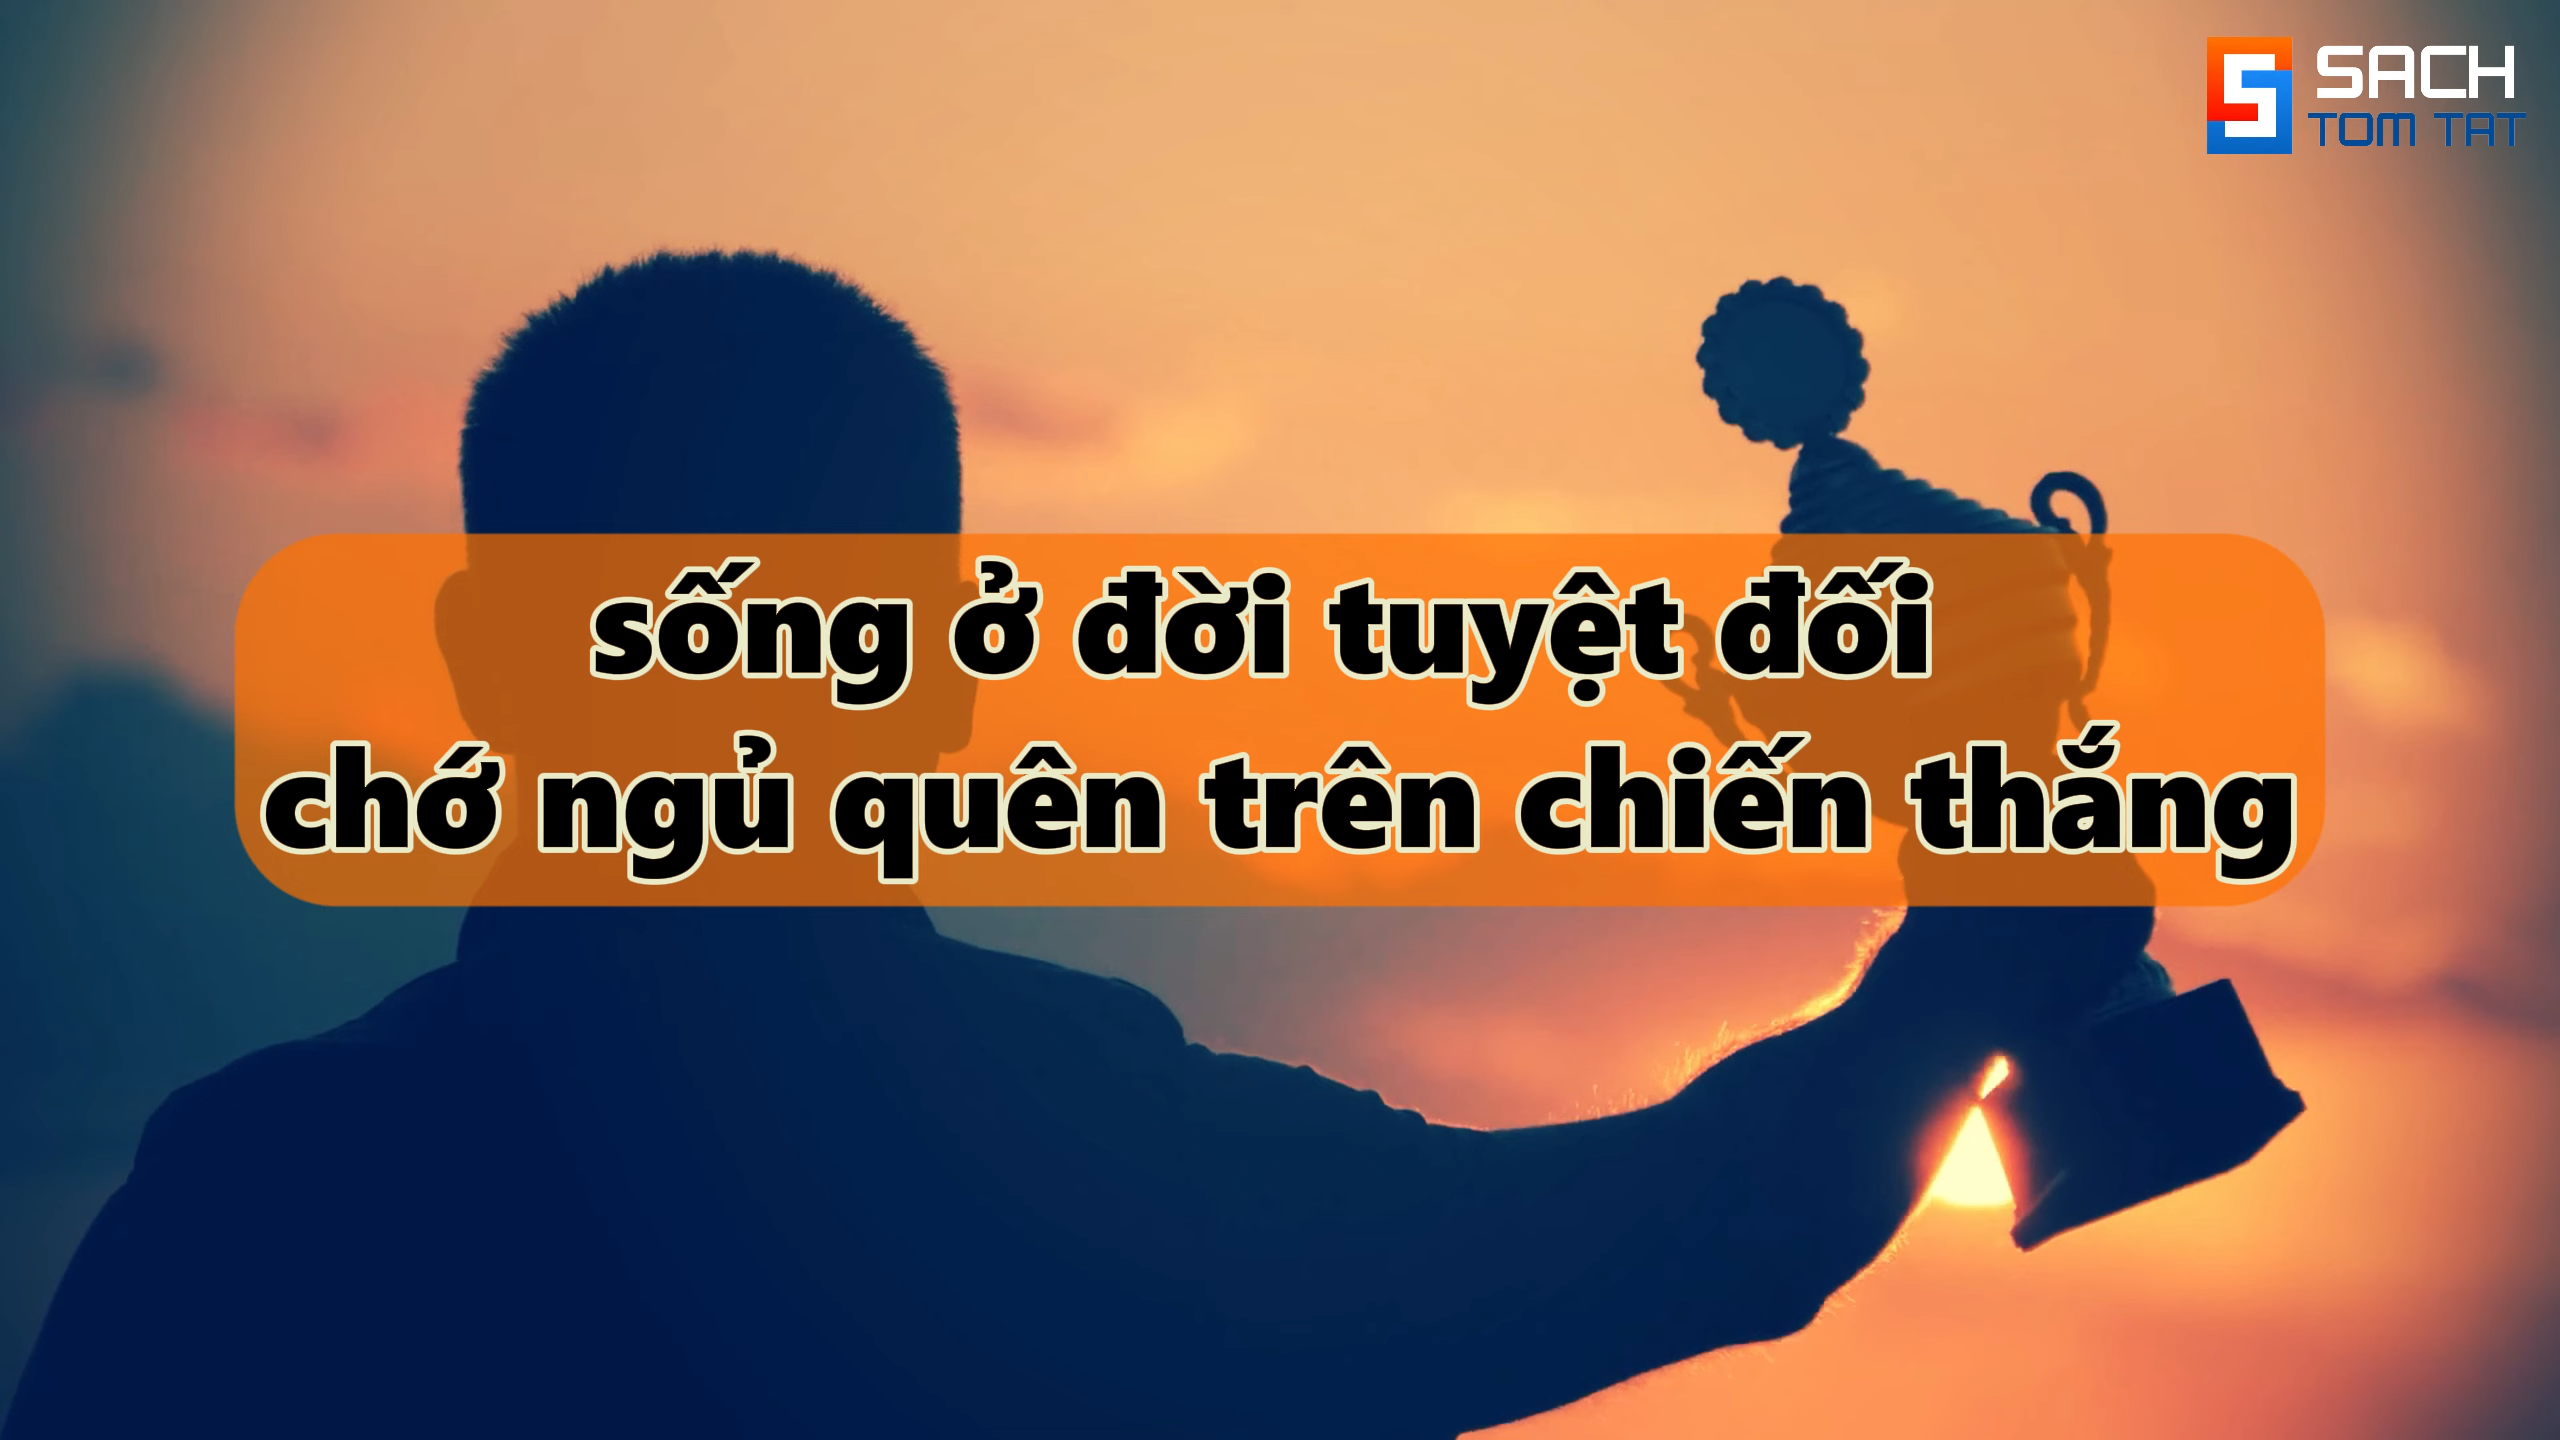 SACH
TOM TAT
sống ở đời tuyệt đối
chớ ngủ quên trên chiến thắng